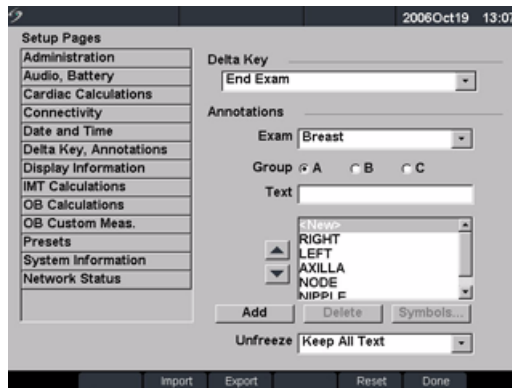 2006Oct19 13:07
Setup Pages
Administration
Audio, Battery
Cardiac Calculations
Connectivity
Date and Time
Delta Key, Annotations
Display Information
IMT Calculations
OB Calculations
OB Custom Meas.
Presets
System Information
Network Status
Delta Key
End Exam
Annotations
Exam Breast
Group A B C
Text
<New>
RIGHT
LEFT
AXILLA
NODE
NIPPLE
Add Delete Symbols...
Unfreeze Keep All Text
Import Export Reset Done